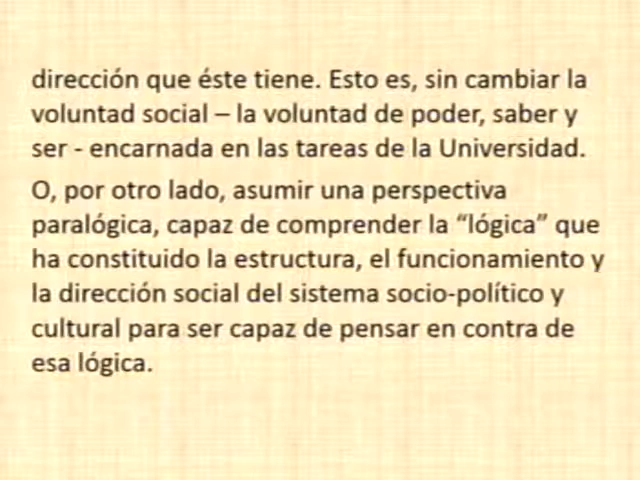 dirección que éste tiene. Esto es, sin cambiar la
voluntad social – la voluntad de poder, saber y
ser - encarnada en las tareas de la Universidad.
O, por otro lado, asumir una perspectiva
paralógica, capaz de comprender la “lógica” que
ha constituido la estructura, el funcionamiento y
la dirección social del sistema socio-político y
cultural para ser capaz de pensar en contra de
esa lógica.